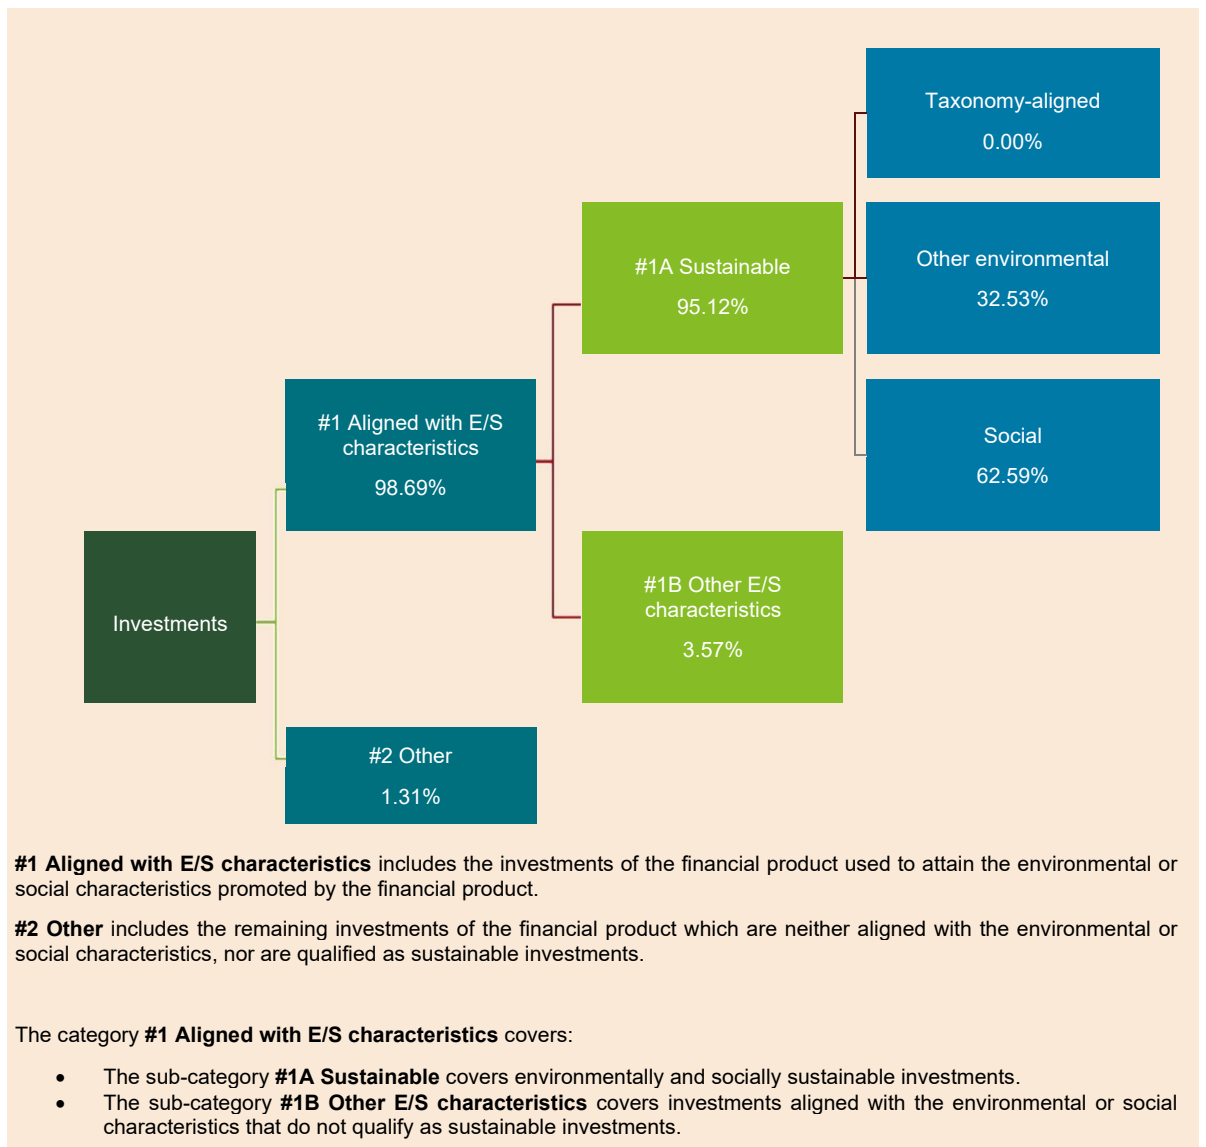 Taxonomy-aligned
0.00%
#1A Sustainable
95.12%
Other environmental
32.53%
#1 Aligned with E/S
characteristics
98.69%
Social
62.59%
Investments
#1B Other E/S
characteristics
3.57%
#2 Other
1.31%
#1 Aligned with E/S characteristics includes the investments of the financial product used to attain the environmental or
social characteristics promoted by the financial product.
#2 Other includes the remaining investments of the financial product which are neither aligned with the environmental or
social characteristics, nor are qualified as sustainable investments.
The category #1 Aligned with E/S characteristics covers:
• The sub-category #1A Sustainable covers environmentally and socially sustainable investments.
• The sub-category #1B Other E/S characteristics covers investments aligned with the environmental or social
characteristics that do not qualify as sustainable investments.